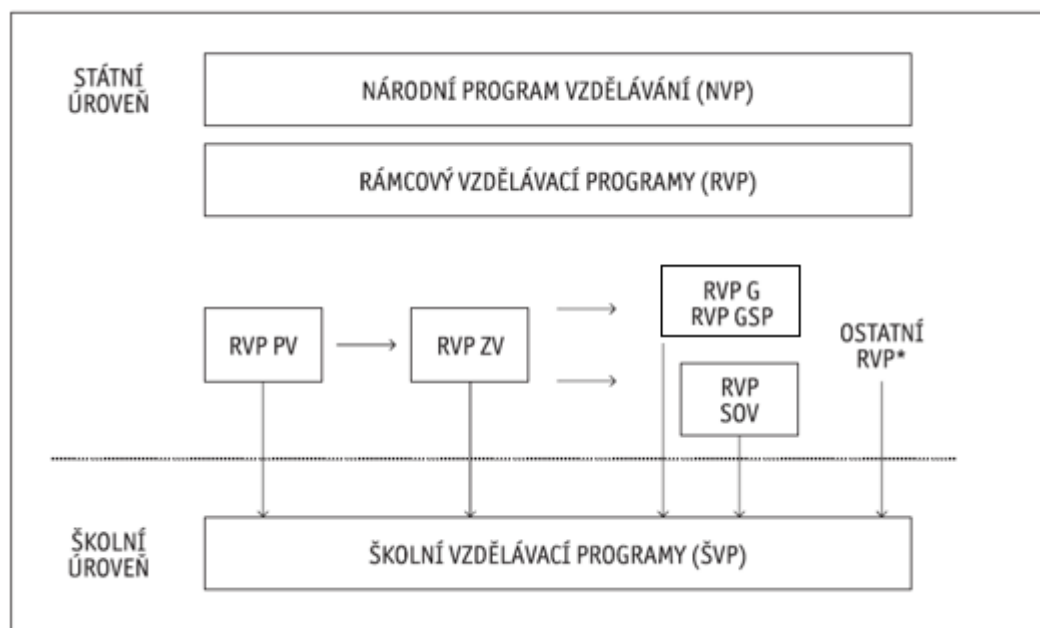 STÁTNÍ
ÚROVEŇ
NÁRODNÍ PROGRAM VZDĚLÁVÁNÍ (NVP)
RÁMCOVÝ VZDĚLÁVACÍ PROGRAMY (RVP)
RVP PV
RVP ZV
RVP G
RVP GSP
RVP
SOV
OSTATNÍ
RVP*
ŠKOLNÍ
ÚROVEŇ
ŠKOLNÍ VZDĚLÁVACÍ PROGRAMY (ŠVP)